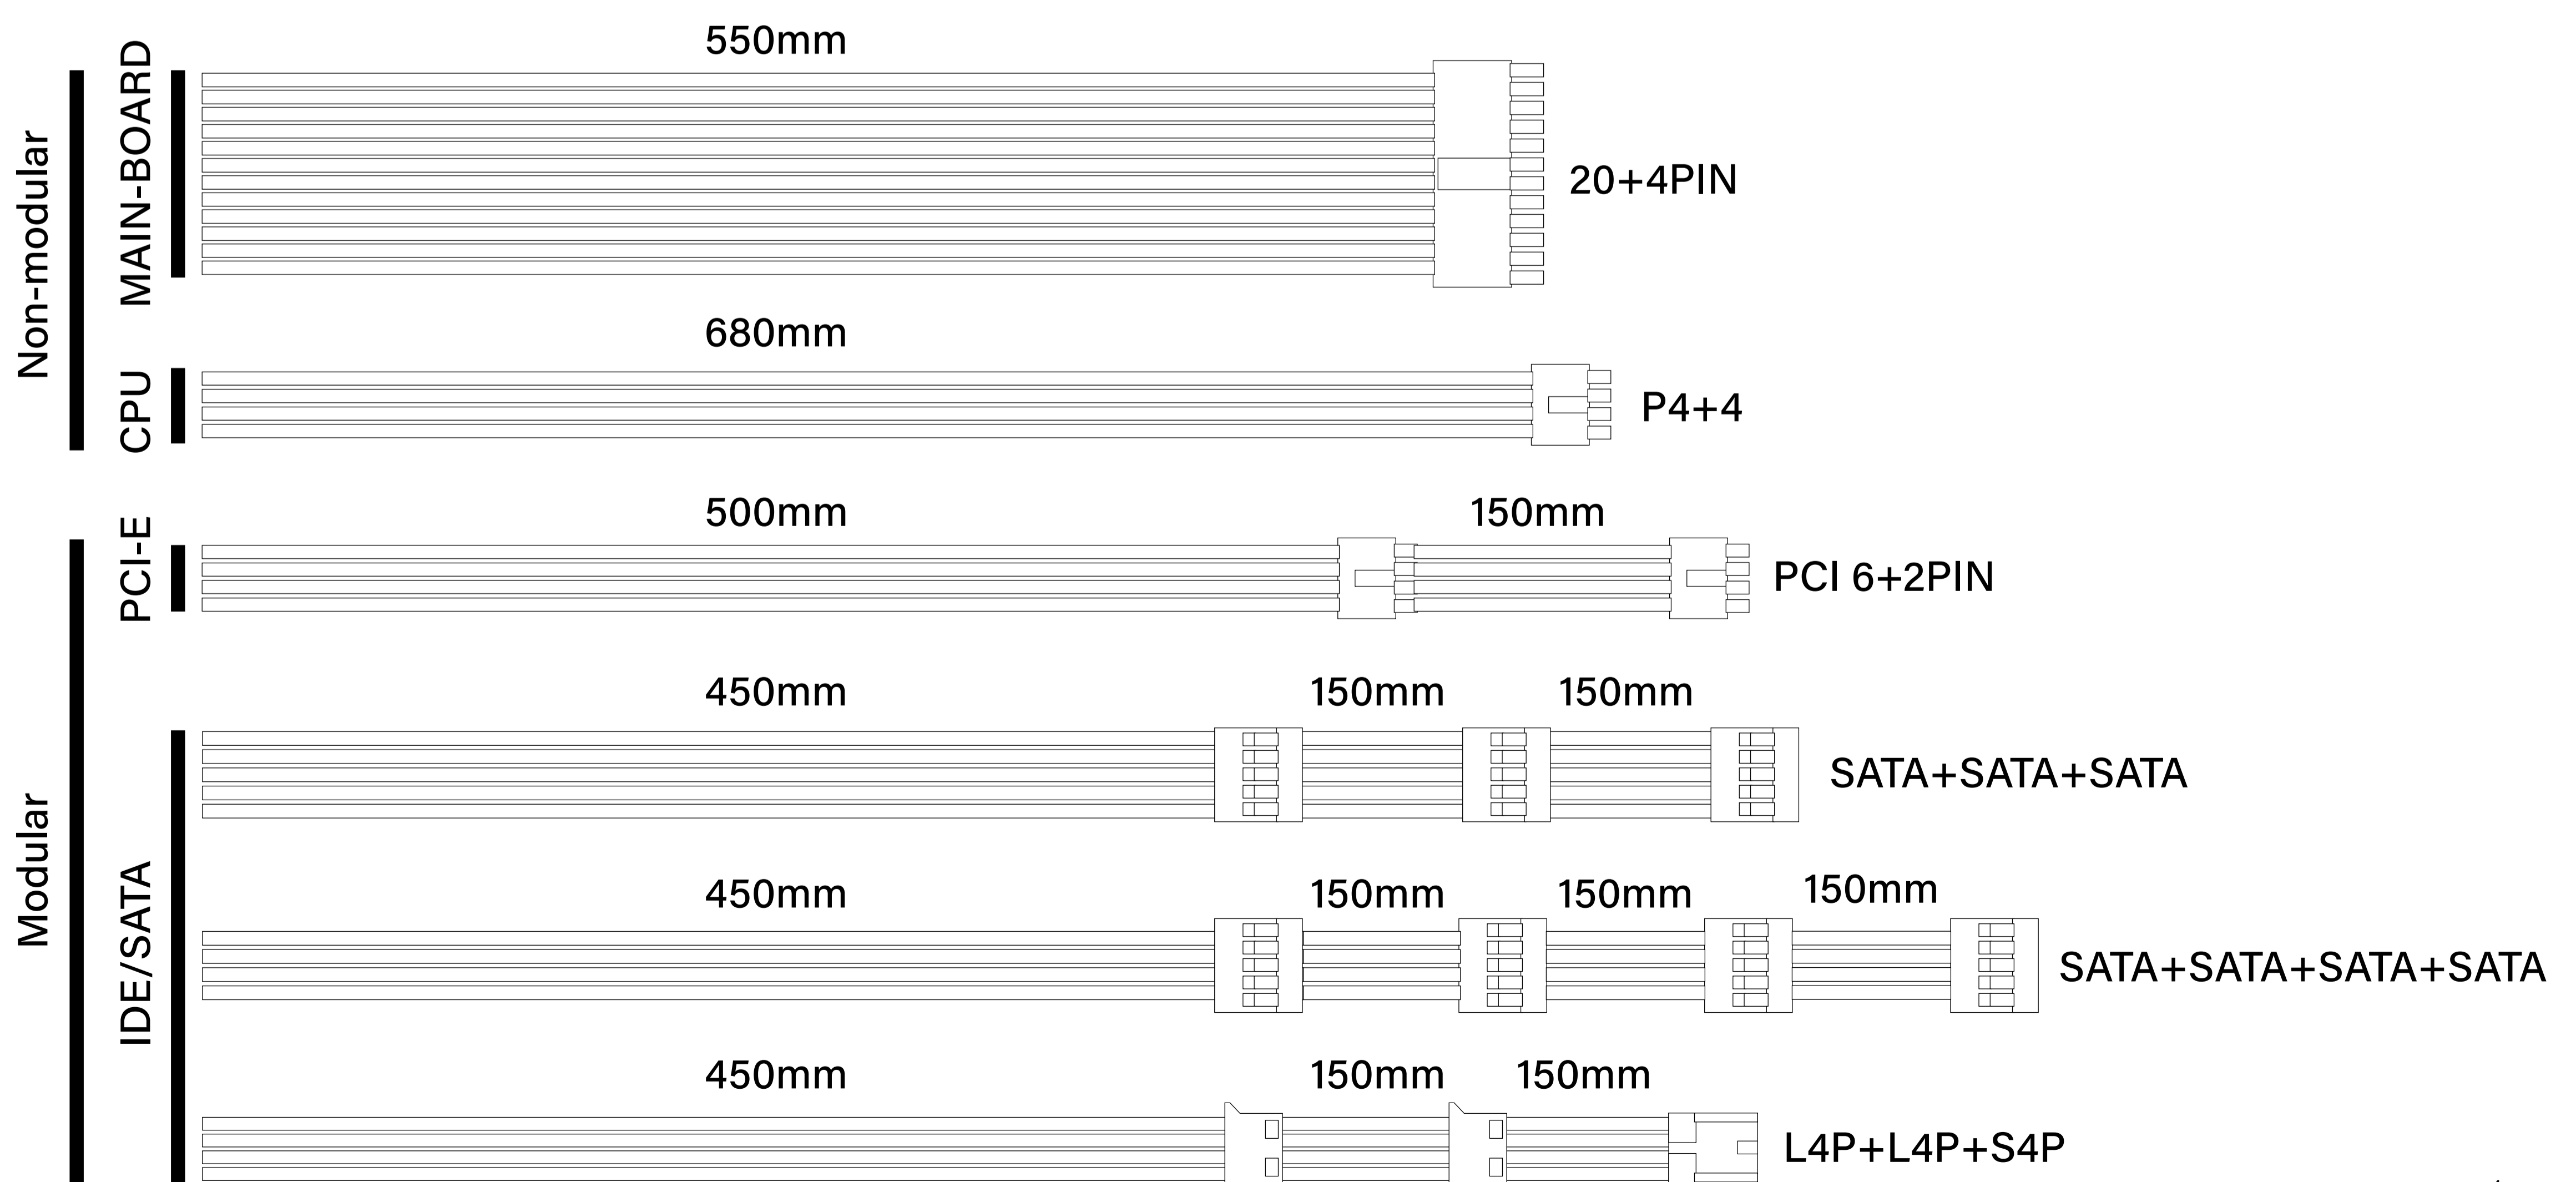 Non-modular
MAIN-BOARD
550mm
20+4PIN
CPU
680mm
P4+4
Modular
PCI-E
500mm 150mm
PCI 6+2PIN
IDE/SATA
450mm 150mm 150mm
SATA+SATA+SATA
450mm 150mm 150mm 150mm
SATA+SATA+SATA+SATA
450mm 150mm 150mm
L4P+L4P+S4P